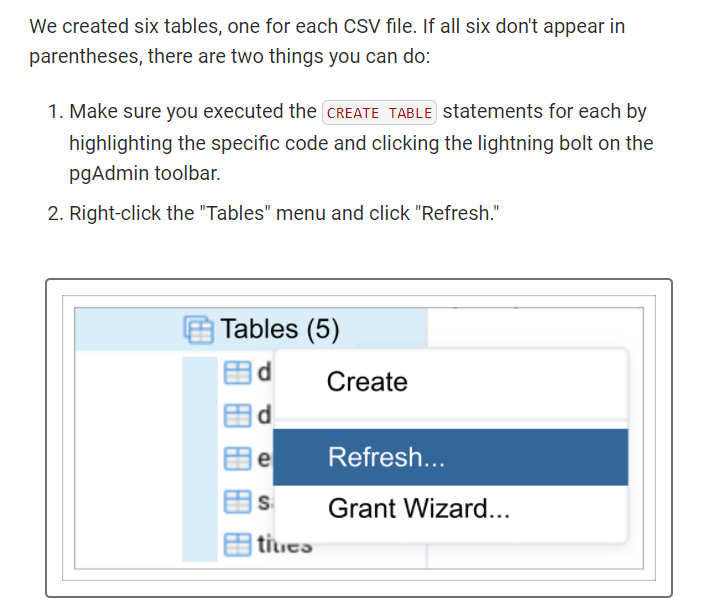 We created six tables, one for each CSV file. If all six don't appear in
parentheses, there are two things you can do:
1. Make sure you executed the CREATE TABLE statements for each by
highlighting the specific code and clicking the lightning bolt on the
pgAdmin toolbar.
2. Right-click the "Tables" menu and click "Refresh."
Tables (5)
d
Create
d
e
Refresh...
s
Grant Wizard...
titles